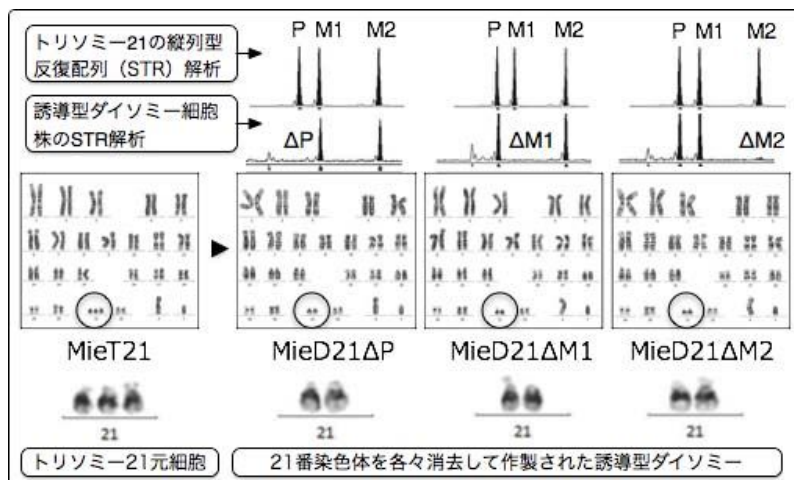 トリソミー21の縦列型
反復配列（STR）解析
P M1 M2
P M1 M2
P M1 M2
誘導型ダイソミー細胞
株のSTR解析
ΔP
ΔM1
ΔM2
MieT21
MieD21ΔP
MieD21ΔM1
MieD21ΔM2
21
21
21
21
トリソミー21元細胞
21番染色体を各々消去して作製された誘導型ダイソミー